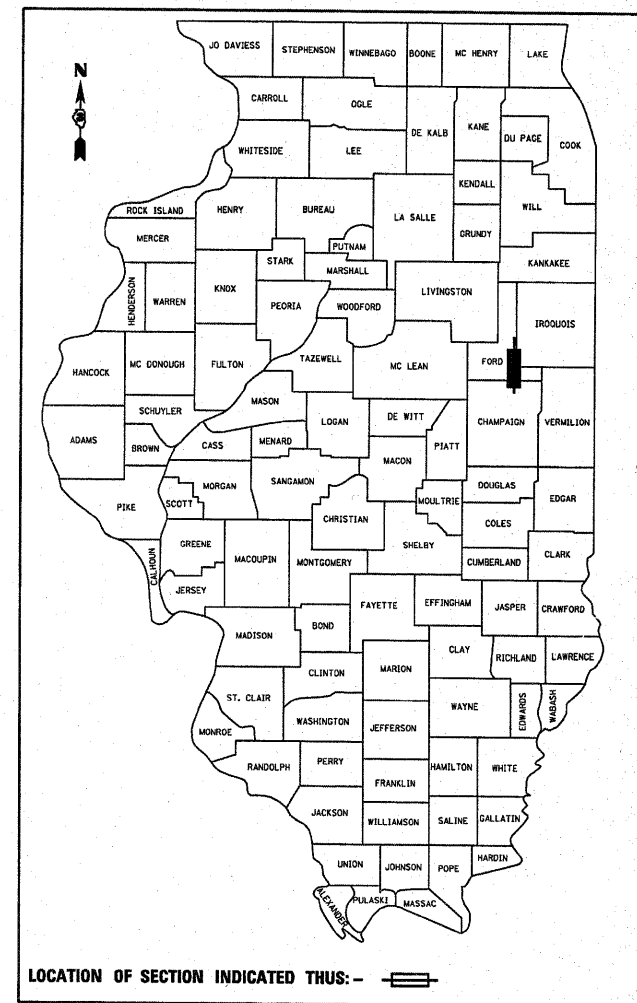 JO DAVIESS STEPHENSON WINNEBAGO BOONE MC HENRY LAKE
N
CARROLL OGLE DE KALB KANE DU PAGE COOK
WHITESIDE LEE
KENDALL
ROCK ISLAND HENRY BUREAU LA SALLE WILL
MERCER PUTNAM GRUNDY
STARK MARSHALL KANKAKEE
HENDERSON WARREN KNOX PEORIA WOODFORD LIVINGSTON IROQUOIS
HANCOCK MC DONOUGH FULTON TAZEWELL MC LEAN FORD
MASON
SCHUYLER LOGAN DE WITT CHAMPAIGN VERMILION
ADAMS BROWN CASS MENARD PIATT
MACON
MORGAN SANGAMON DOUGLAS
PIKE SCOTT MOULTRIE EDGAR
CHRISTIAN COLES
GREENE SHELBY
CALHOUN MACOUPIN MONTGOMERY CUMBERLAND CLARK
JERSEY
FAYETTE EFFINGHAM JASPER CRAWFORD
MADISON BOND
CLAY RICHLAND LAWRENCE
CLINTON MARION
ST. CLAIR WAYNE EDWARDS WABASH
WASHINGTON JEFFERSON
MONROE
RANDOLPH PERRY HAMILTON WHITE
FRANKLIN
JACKSON WILLIAMSON SALINE GALLATIN
UNION JOHNSON POPE HARDIN
ALEXANDER PULASKI MASSAC
LOCATION OF SECTION INDICATED THUS: -